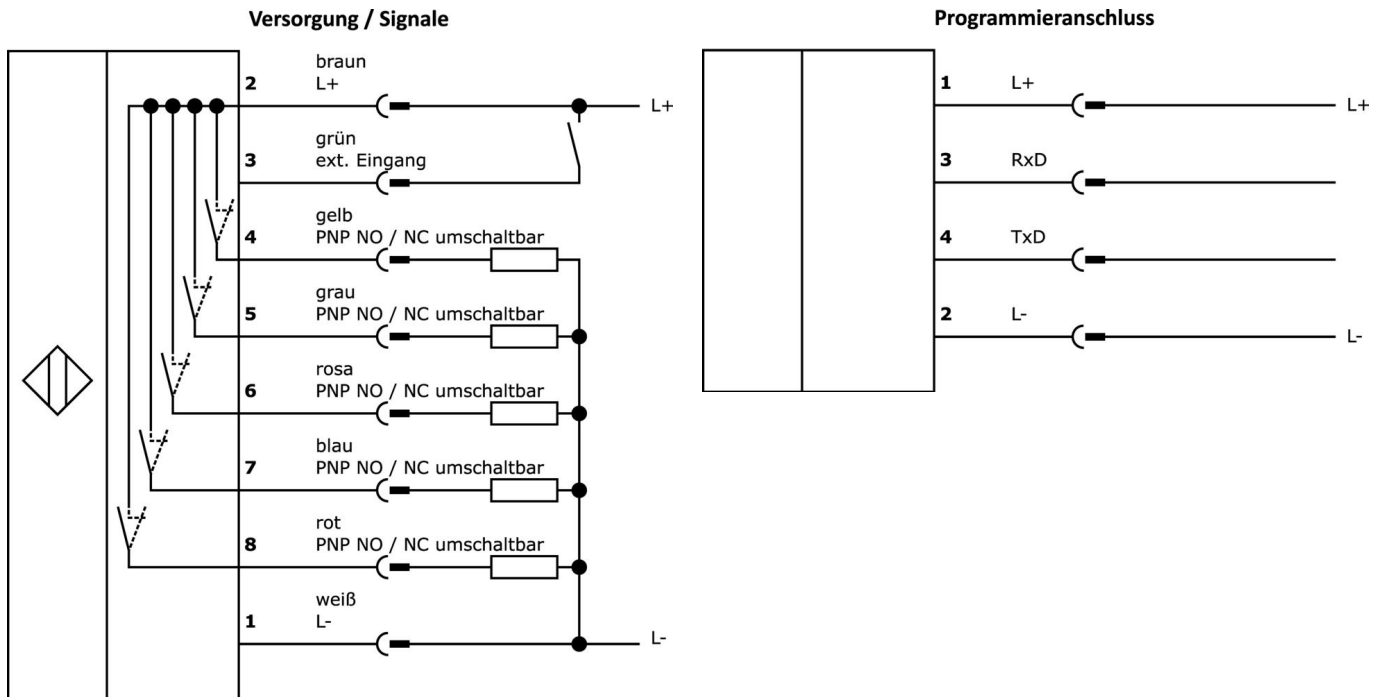 Versorgung / Signale
braun
2 L+
L+
grün
3 ext. Eingang
gelb
4 PNP NO / NC umschaltbar
grau
5 PNP NO / NC umschaltbar
rosa
6 PNP NO / NC umschaltbar
blau
7 PNP NO / NC umschaltbar
rot
8 PNP NO / NC umschaltbar
weiß
1 L-
L-
Programmieranschluss
1 L+
L+
3 RxD
4 TxD
2 L-
L-